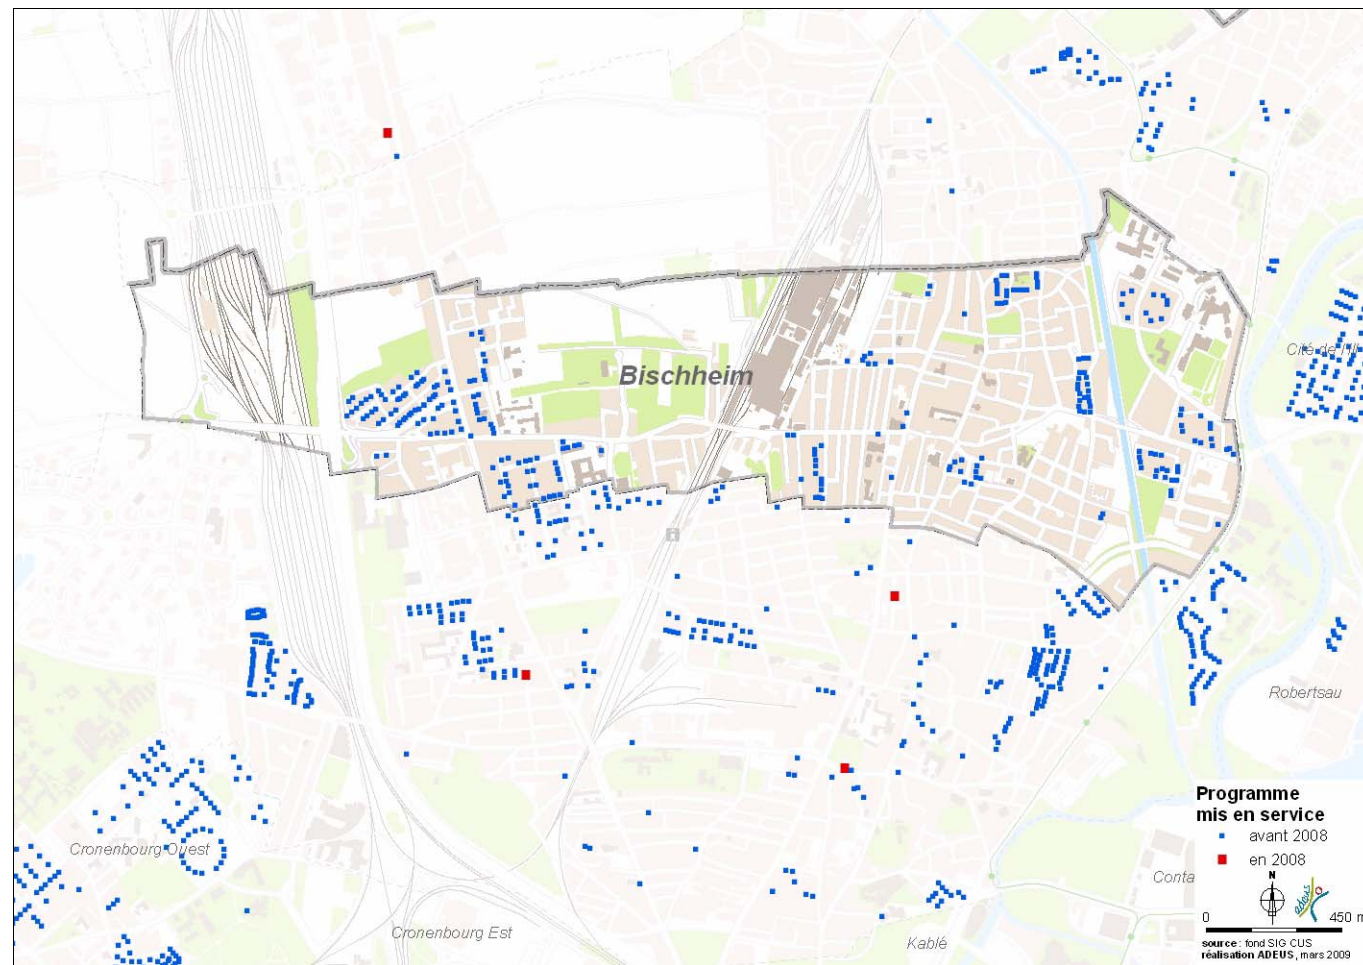 Bischheim
Cité de l'Ill
Robertsau
Cronenbourg Ouest
Cronenbourg Est
Kablé
Conta
Programme
mis en service
avant 2008
en 2008
N
adeus
0 450 m
source : fond SIG CUS
réalisation ADEUS, mars 2009